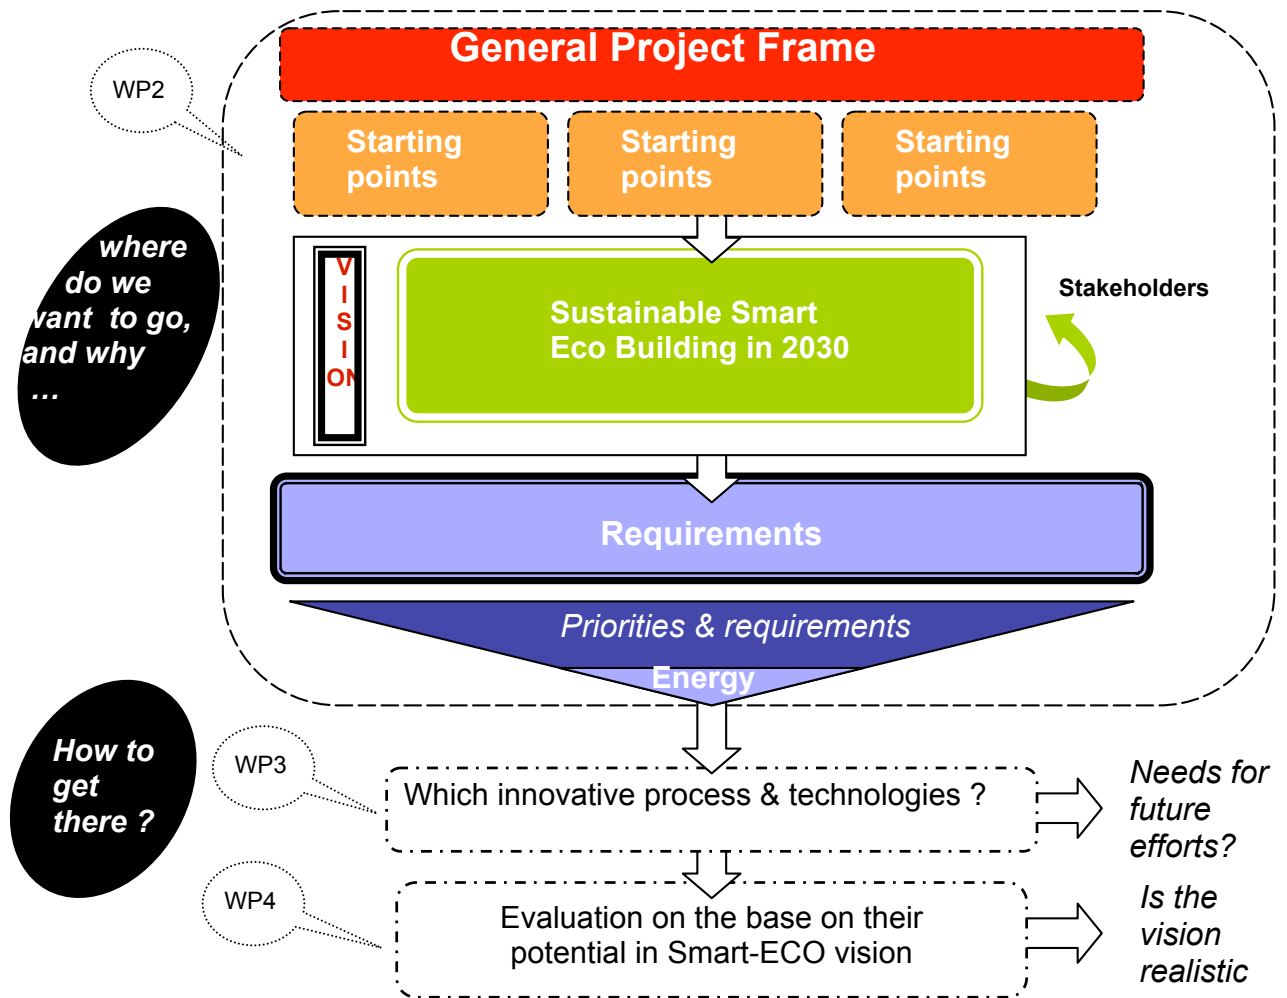 General Project Frame
WP2
Starting
points
Starting
points
Starting
points
where
do we
want to go,
and why
...
V
I
S
I
ON
Sustainable Smart
Eco Building in 2030
Stakeholders
Requirements
Priorities & requirements
Energy
How to
get
there ?
WP3
Which innovative process & technologies ?
Needs for
future
efforts?
WP4
Evaluation on the base on their
potential in Smart-ECO vision
Is the
vision
realistic